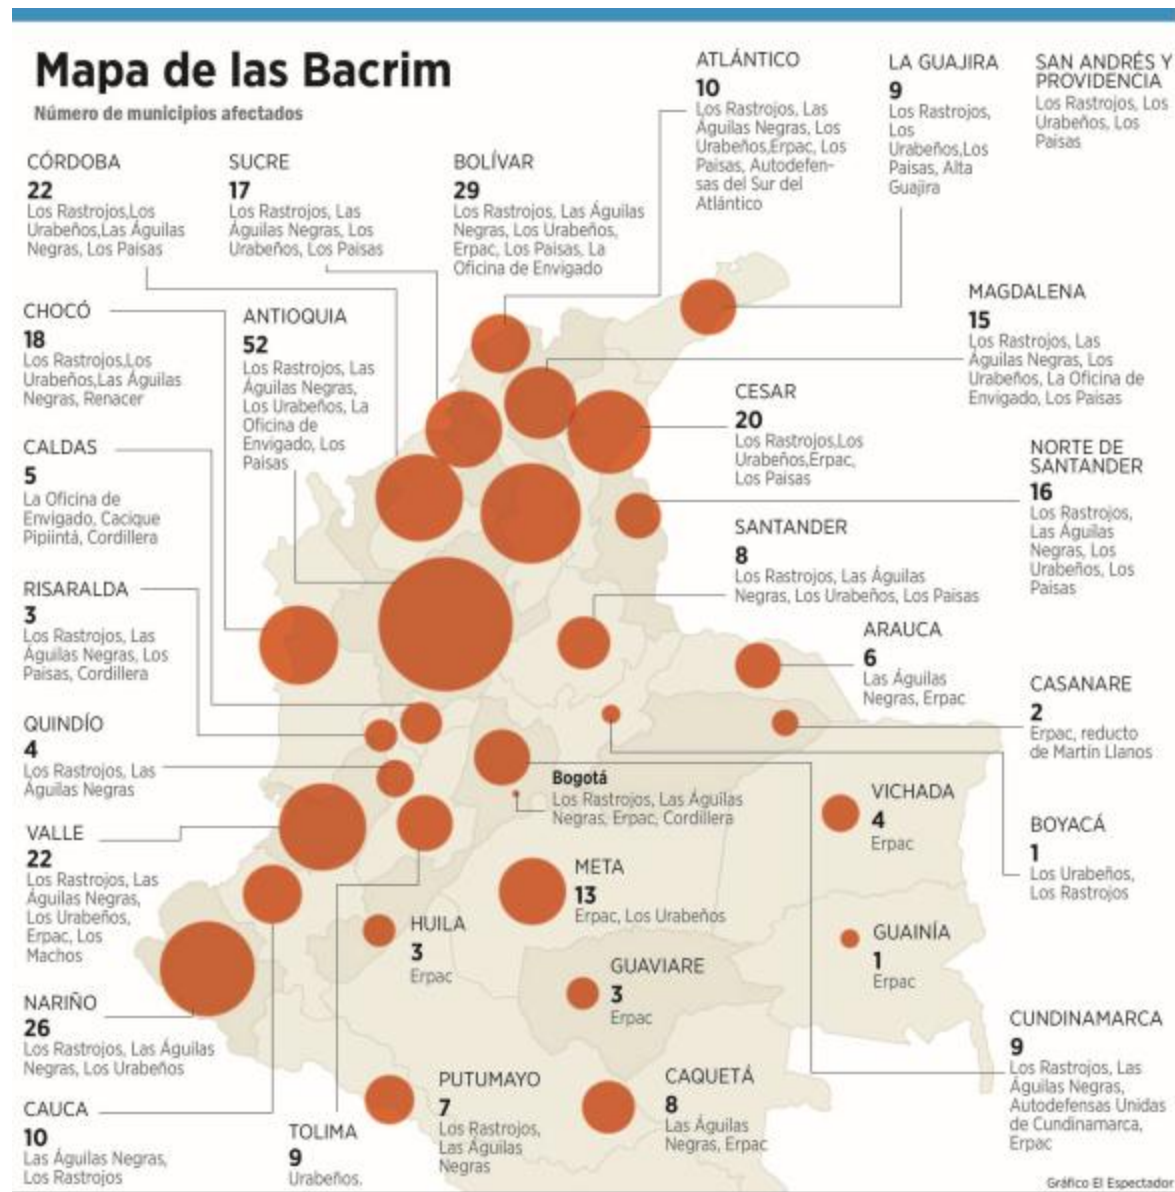 Mapa de las Bacrim
Número de municipios afectados
CÓRDOBA
22
Los Rastrojos,Los
Urabeños,Las Águilas
Negras, Los Paisas
SUCRE
17
Los Rastrojos, Las
Águilas Negras, Los
Urabeños, Los Paisas
BOLÍVAR
29
Los Rastrojos, Las Águilas
Negras, Los Urabeños,
Erpac, Los Paisas, La
Oficina de Envigado
ATLÁNTICO
10
Los Rastrojos, Las
Águilas Negras, Los
Urabeños,Erpac, Los
Paisas, Autodefen-
sas del Sur del
Atlántico
LA GUAJIRA
9
Los Rastrojos,
Los
Urabeños,Los
Paisas, Alta
Guajira
SAN ANDRÉS Y
PROVIDENCIA
Los Rastrojos, Los
Urabeños, Los
Paisas
CHOCÓ
18
Los Rastrojos,Los
Urabeños,Las Águilas
Negras, Renacer
ANTIOQUIA
52
Los Rastrojos, Las
Águilas Negras,
Los Urabeños, La
Oficina de
Envigado, Los
Paisas
MAGDALENA
15
Los Rastrojos, Las
Águilas Negras, Los
Urabeños, La Oficina de
Envigado, Los Paisas
CESAR
20
Los Rastrojos,Los
Urabeños,Erpac,
Los Paisas
CALDAS
5
La Oficina de
Envigado, Cacique
Pipiintá, Cordillera
NORTE DE
SANTANDER
16
Los Rastrojos,
Las Águilas
Negras, Los
Urabeños, Los
Paisas
SANTANDER
8
Los Rastrojos, Las Águilas
Negras, Los Urabeños, Los Paisas
RISARALDA
3
Los Rastrojos, Las
Águilas Negras, Los
Paisas, Cordillera
ARAUCA
6
Las Águilas
Negras, Erpac
CASANARE
2
Erpac, reducto
de Martín Llanos
QUINDÍO
4
Los Rastrojos, Las
Águilas Negras
Bogotá
Los Rastrojos, Las Águilas
Negras, Erpac, Cordillera
VICHADA
4
Erpac
BOYACÁ
1
Los Urabeños,
Los Rastrojos
VALLE
22
Los Rastrojos, Las
Águilas Negras,
Los Urabeños,
Erpac, Los
Machos
META
13
Erpac, Los Urabeños
HUILA
3
Erpac
GUAINÍA
1
Erpac
GUAVIARE
3
Erpac
NARIÑO
26
Los Rastrojos, Las Águilas
Negras, Los Urabeños
CUNDINAMARCA
9
Los Rastrojos, Las
Águilas Negras,
Autodefensas Unidas
de Cundinamarca,
Erpac
CAUCA
10
Las Águilas Negras,
Los Rastrojos
TOLIMA
9
Urabeños.
PUTUMAYO
7
Los Rastrojos,
Las Águilas
Negras
CAQUETÁ
8
Las Águilas
Negras, Erpac
Gráfico El Espectador